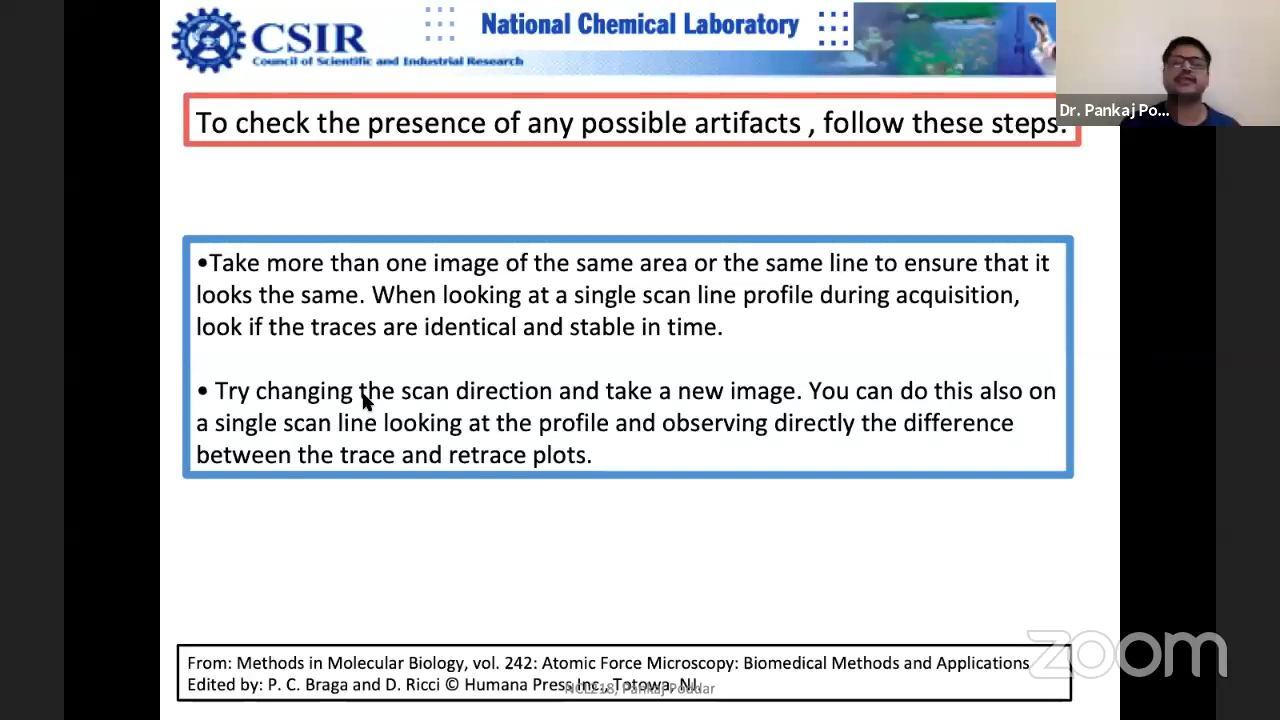 CSIR
Council of Scientific and Industrial Research
National Chemical Laboratory
Dr. Pankaj Po...
To check the presence of any possible artifacts , follow these steps:
•Take more than one image of the same area or the same line to ensure that it
looks the same. When looking at a single scan line profile during acquisition,
look if the traces are identical and stable in time.
• Try changing the scan direction and take a new image. You can do this also on
a single scan line looking at the profile and observing directly the difference
between the trace and retrace plots.
zoom
From: Methods in Molecular Biology, vol. 242: Atomic Force Microscopy: Biomedical Methods and Applications
Edited by: P. C. Braga and D. Ricci © Humana Press Inc., Totowa, NJ
Pankaj Poddar